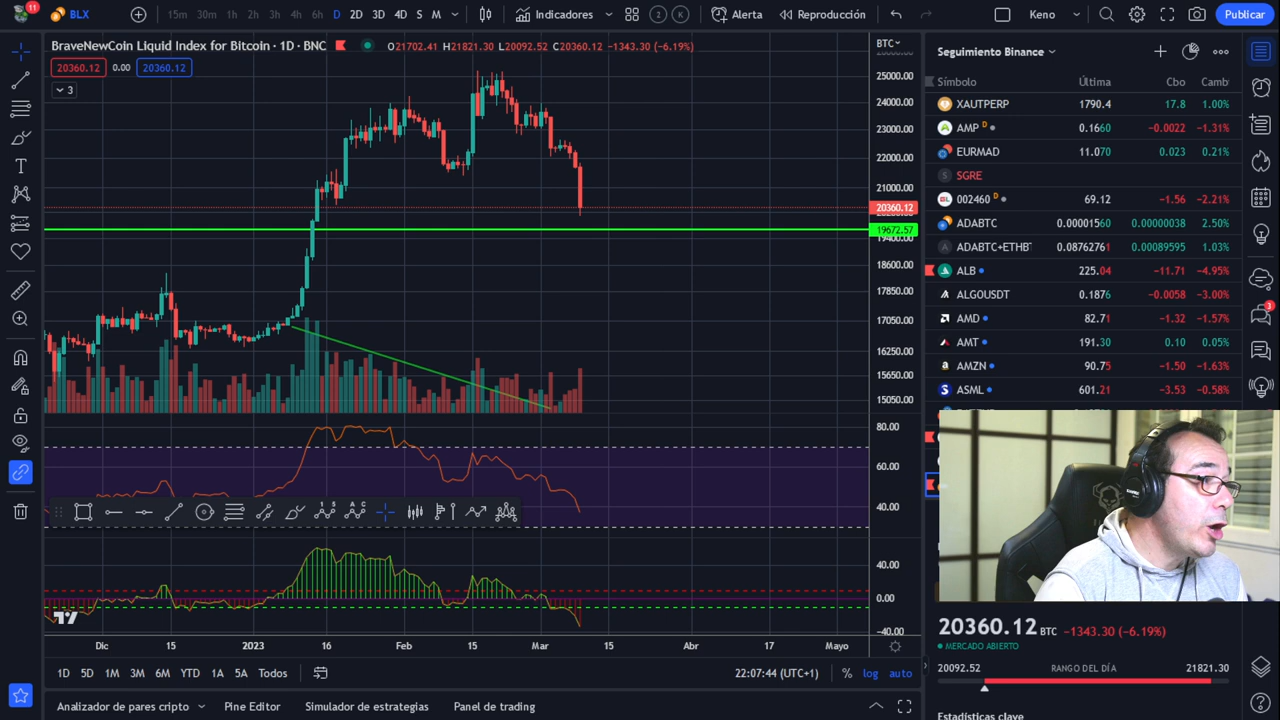 11 BLX 15m 30m 1h 2h 3h 4h 6h D 2D 3D 4D S M Indicadores 2 K Alerta Reproducción Keno Publicar
BraveNewCoin Liquid Index for Bitcoin · 1D · BNC O21702.41 H21821.30 L20092.52 C20360.12 −1343.30 (−6.19%)
BTC
20360.12 0.00 20360.12
3
25000.00
24000.00
23000.00
22000.00
21000.00
20360.12
19672.57
19400.00
18600.00
17850.00
17050.00
16250.00
15650.00
15050.00
80.00
60.00
40.00
40.00
0.00
−40.00
Dic 15 2023 16 Feb 15 Mar 15 Abr 17 Mayo
1D 5D 1M 3M 6M YTD 1A 5A Todos 22:07:44 (UTC+1) % log auto
Analizador de pares cripto Pine Editor Simulador de estrategias Panel de trading
Seguimiento Binance
Símbolo Última Cbo Camb
XAUTPERP 1790.4 17.8 1.00%
AMP D 0.1660 −0.0022 −1.31%
EURMAD 11.070 0.023 0.21%
S SGRE
BL 002460 D 69.12 −1.56 −2.21%
ADABTC 0.00001560 0.00000038 2.50%
A ADABTC+ETHBT 0.08762761 0.00089595 1.03%
ALB 225.04 −11.71 −4.95%
ALGOUSDT 0.1876 −0.0058 −3.00%
AMD 82.71 −1.32 −1.57%
AMT 191.30 0.10 0.05%
AMZN 90.75 −1.50 −1.63%
ASML 601.21 −3.53 −0.58%
20360.12 BTC −1343.30 (−6.19%)
MERCADO ABIERTO
20092.52 RANGO DEL DÍA 21821.30
Estadísticas clave
3